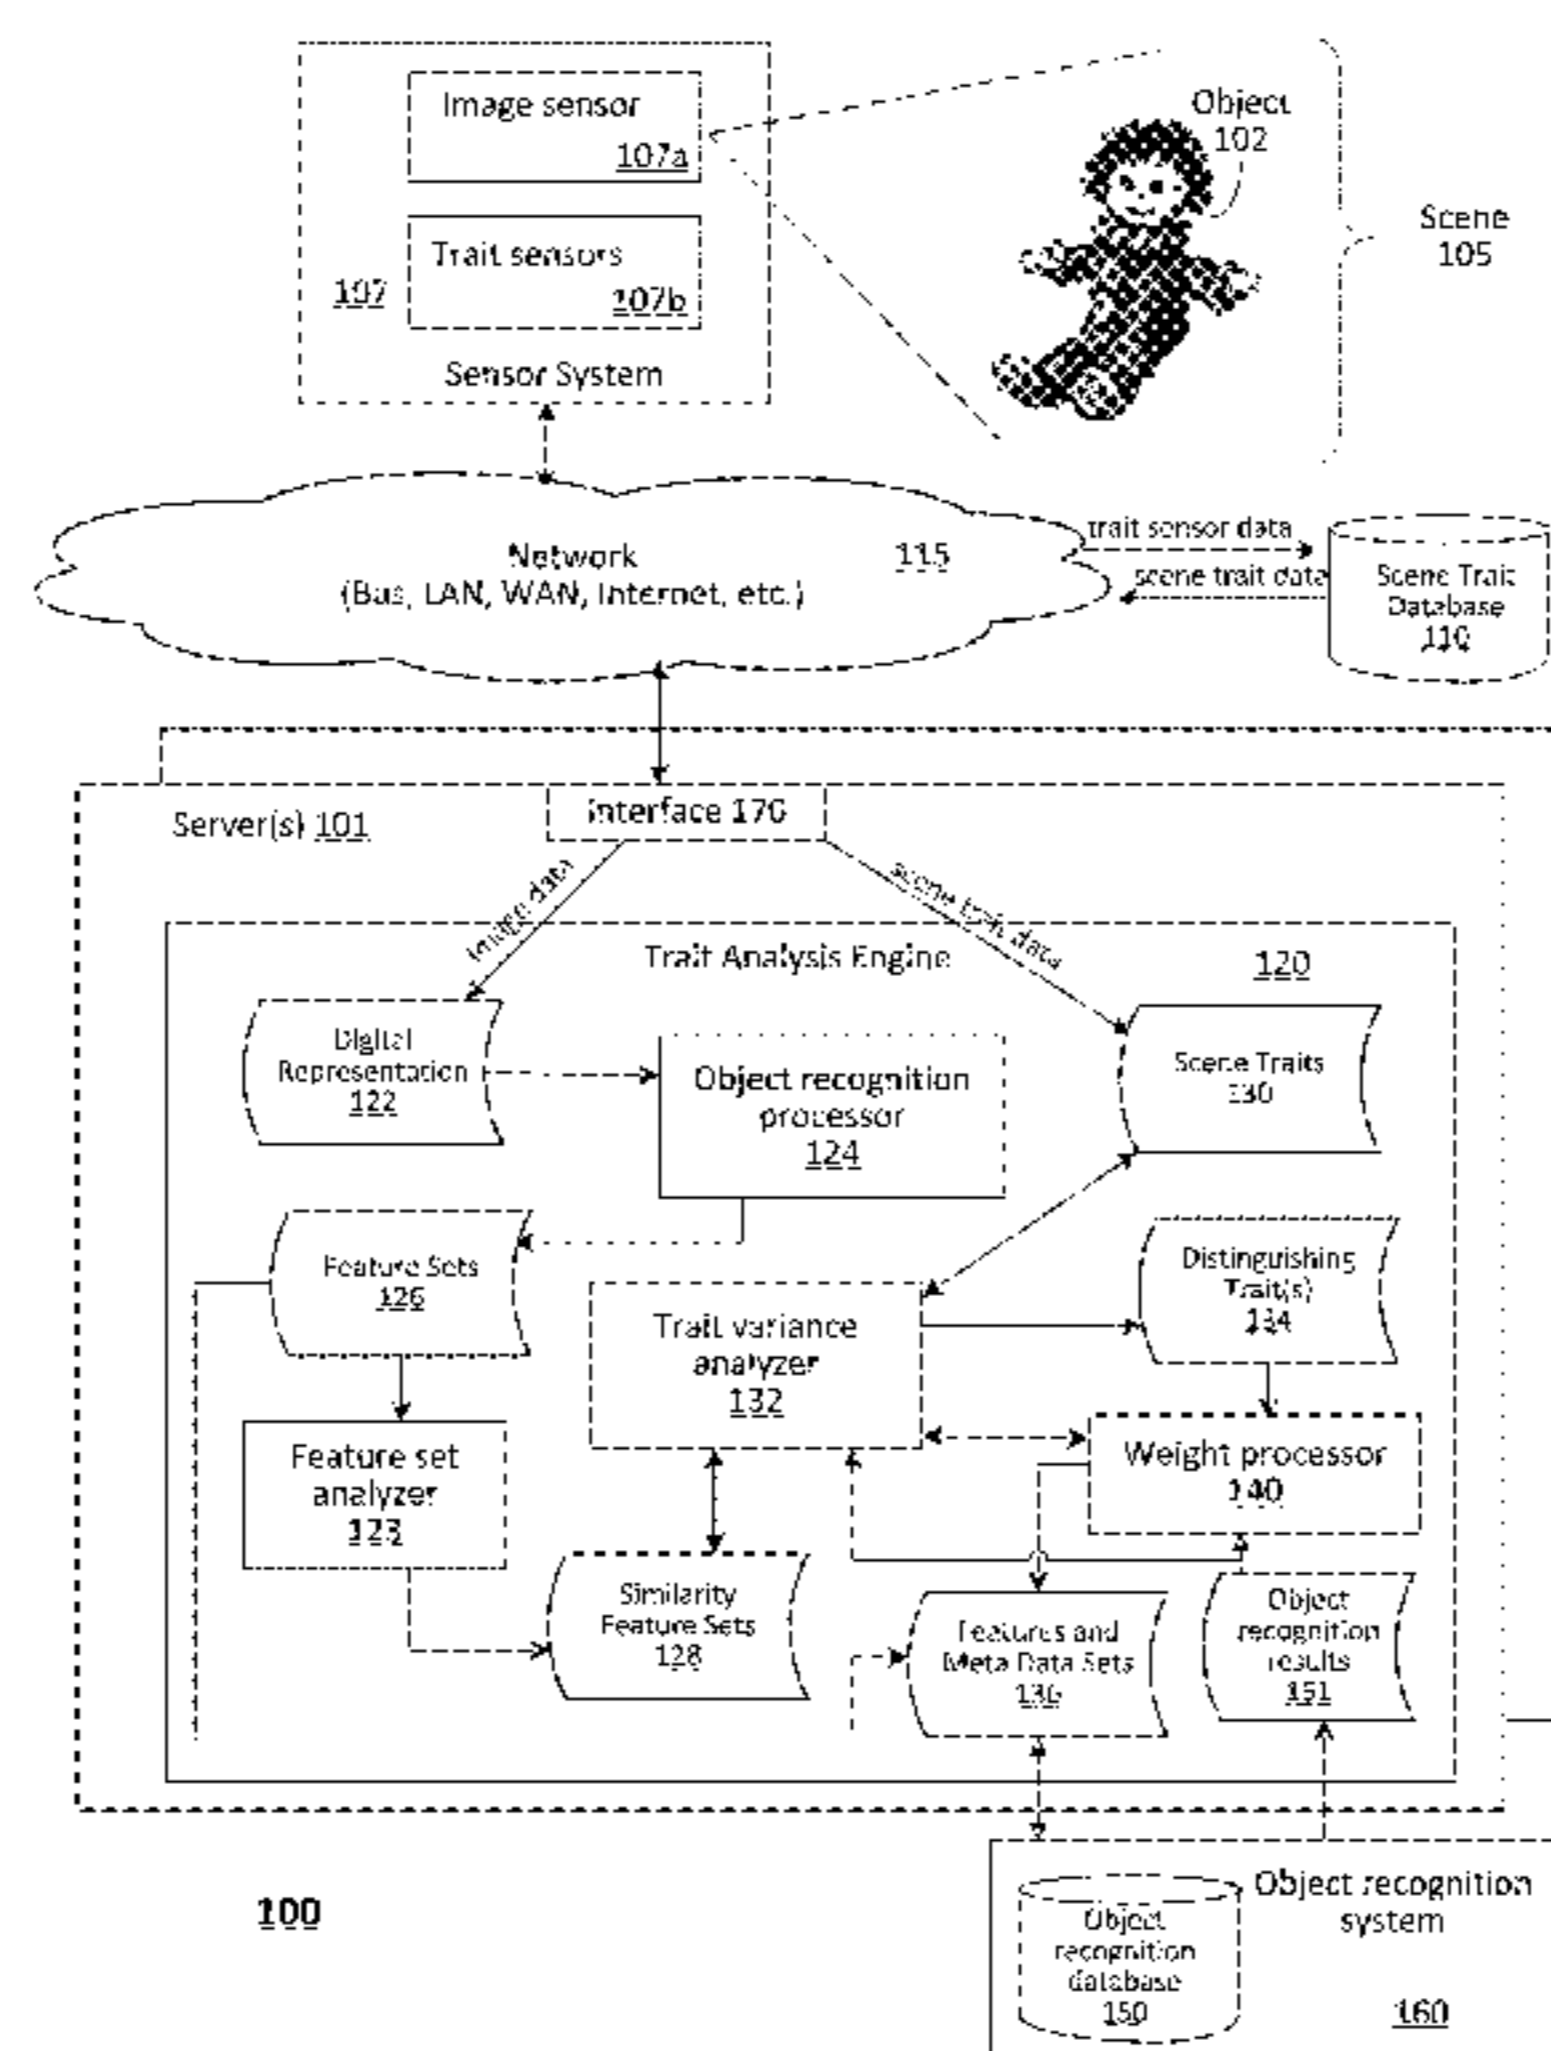 Image sensor
107a
Object
102
Trait sensors
107b
107
Sensor System
Scene
105
Network
(Bus, LAN, WAN, Internet, etc.)
115
trait sensor data
scene trait data
Scene Trait
Database
110
Server(s) 101
Interface 170
image data
scene trait data
Trait Analysis Engine
120
Digital
Representation
122
Object recognition
processor
124
Scene Traits
130
Feature Sets
126
Trait variance
analyzer
132
Distinguishing
Trait(s)
134
Feature set
analyzer
123
Weight processor
140
Similarity
Feature Sets
128
Features and
Meta Data Sets
136
Object
recognition
results
151
100
Object recognition
system
160
Object
recognition
database
150